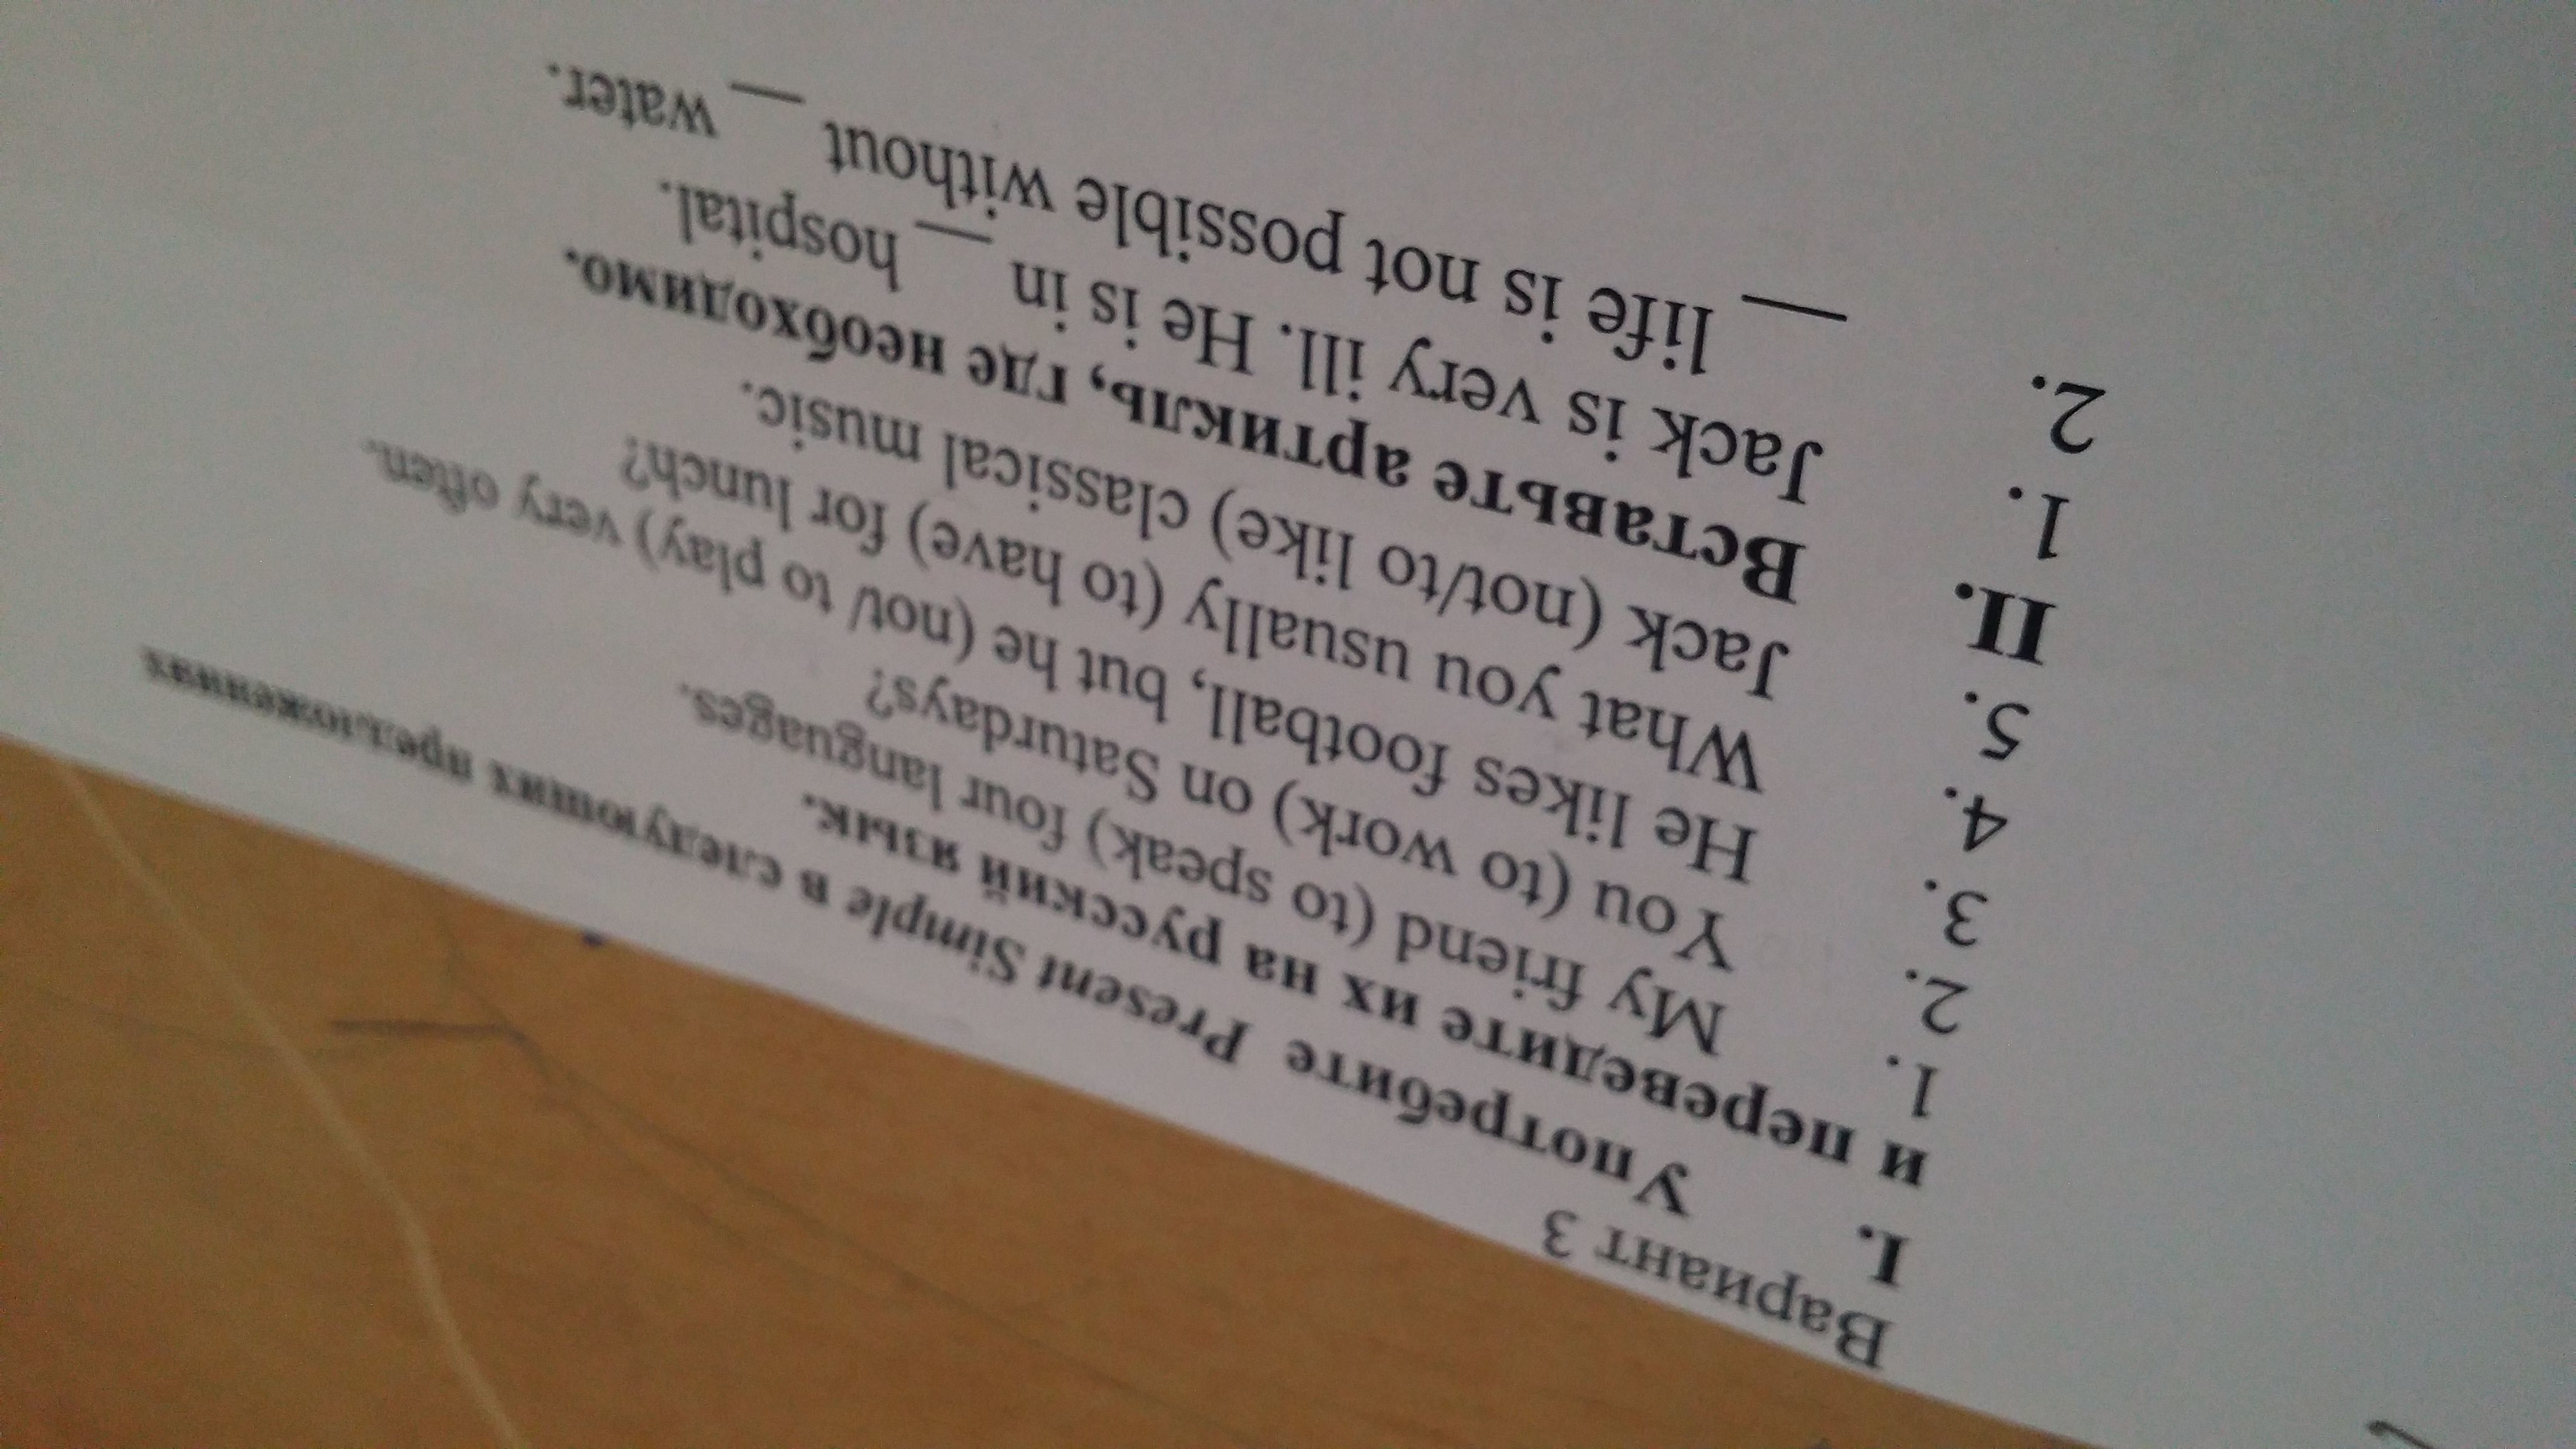 Вариант 3
I. Употребите Present Simple в следующих предложениях
и переведите их на русский язык.
1. My friend (to speak) four languages.
2. You (to work) on Saturdays?
3. He likes football, but he (not/ to play) very often.
4. What you usually (to have) for lunch?
5. Jack (not/to like) classical music.
II. Вставьте артикль, где необходимо.
1. Jack is very ill. He is in __ hospital.
2. __ life is not possible without __ water.